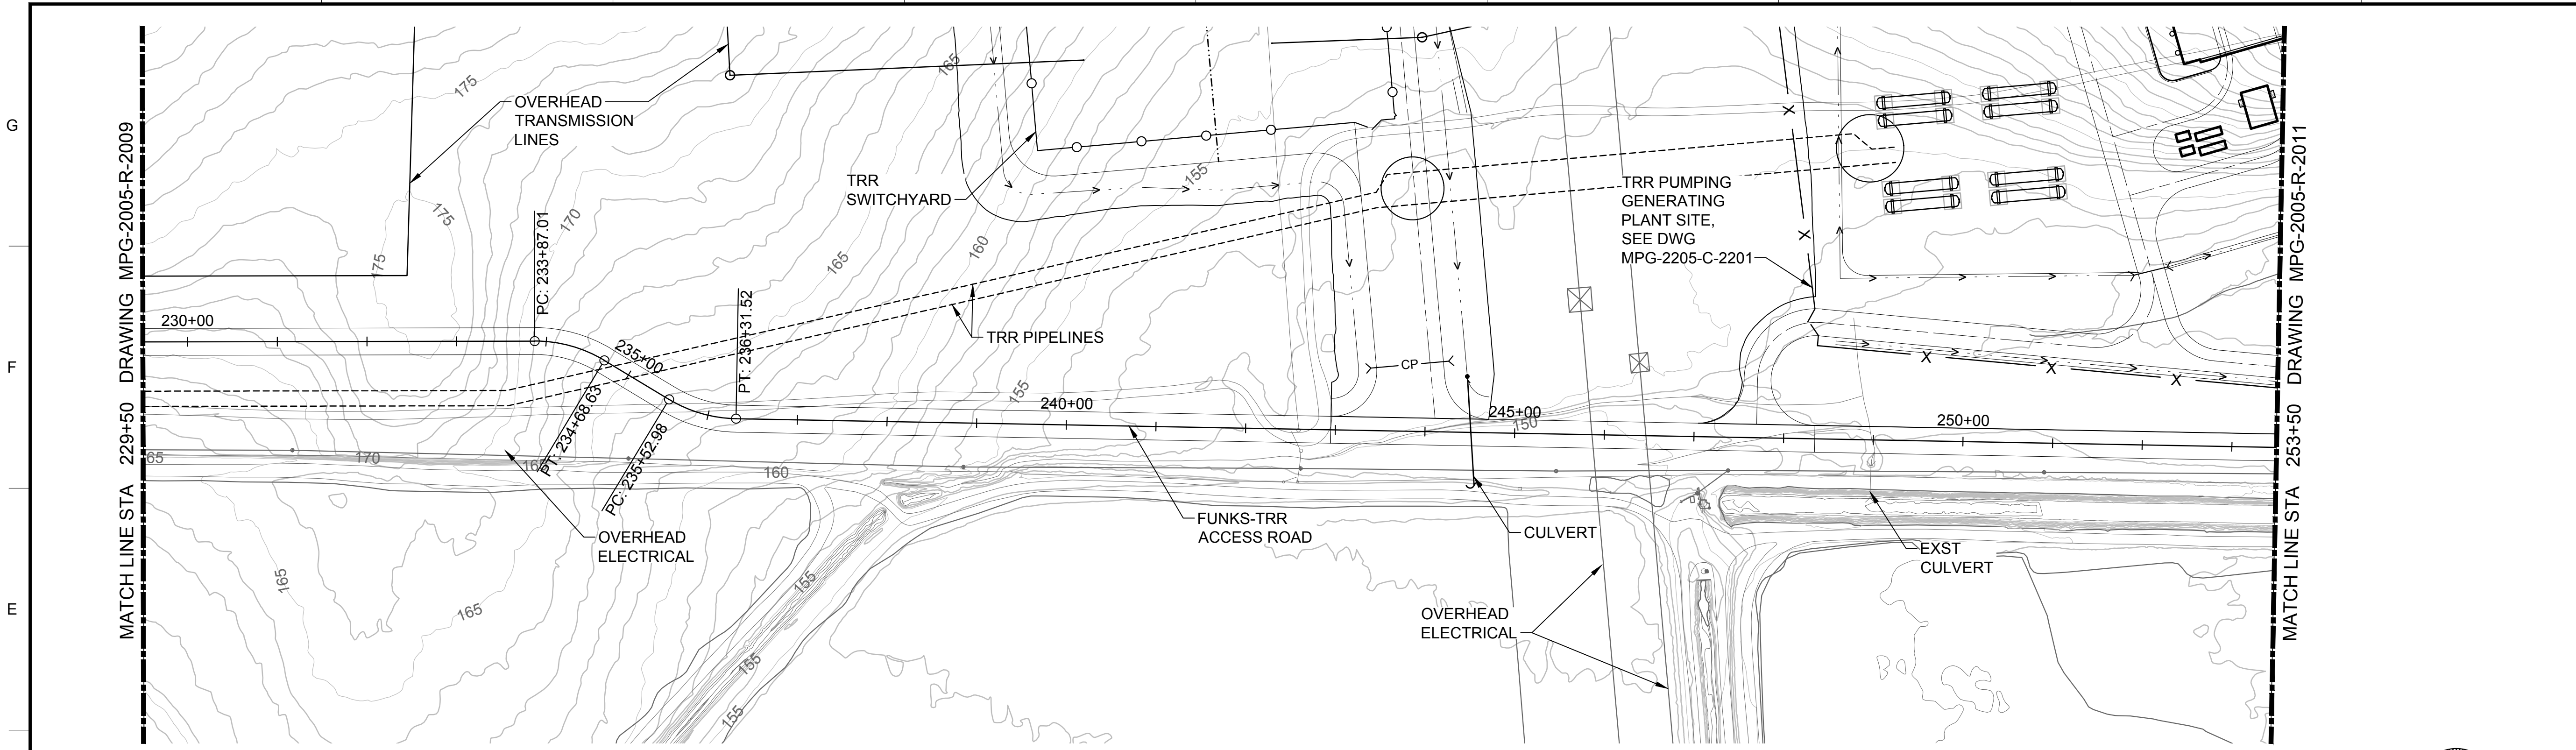 G
F
E
MATCH LINE STA 229+50 DRAWING MPG-2005-R-2009
175
165
OVERHEAD
TRANSMISSION
LINES
175
170
175
TRR
SWITCHYARD
155
160
165
TRR PUMPING
GENERATING
PLANT SITE,
SEE DWG
MPG-2205-C-2201
X
X
PC: 233+87.01
PT: 236+31.52
TRR PIPELINES
230+00
235+00
CP
X
X
X
155
240+00
245+00
150
250+00
PT: 234+68.63
PC: 235+52.98
65
170
165
160
OVERHEAD
ELECTRICAL
FUNKS-TRR
ACCESS ROAD
CULVERT
EXST
CULVERT
165
165
155
155
155
OVERHEAD
ELECTRICAL
MATCH LINE STA 253+50 DRAWING MPG-2005-R-2011